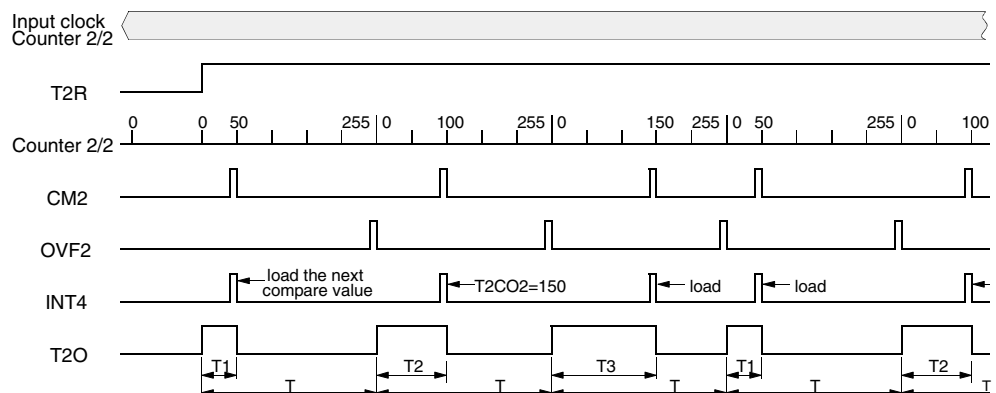 Input clock
Counter 2/2
T2R
0 0 50 255 0 100 255 0 150 255 0 50 255 0 100
Counter 2/2
CM2
OVF2
INT4
load the next
compare value
T2CO2=150
load
load
T2O
T1 T2 T3 T1 T2
T T T T T